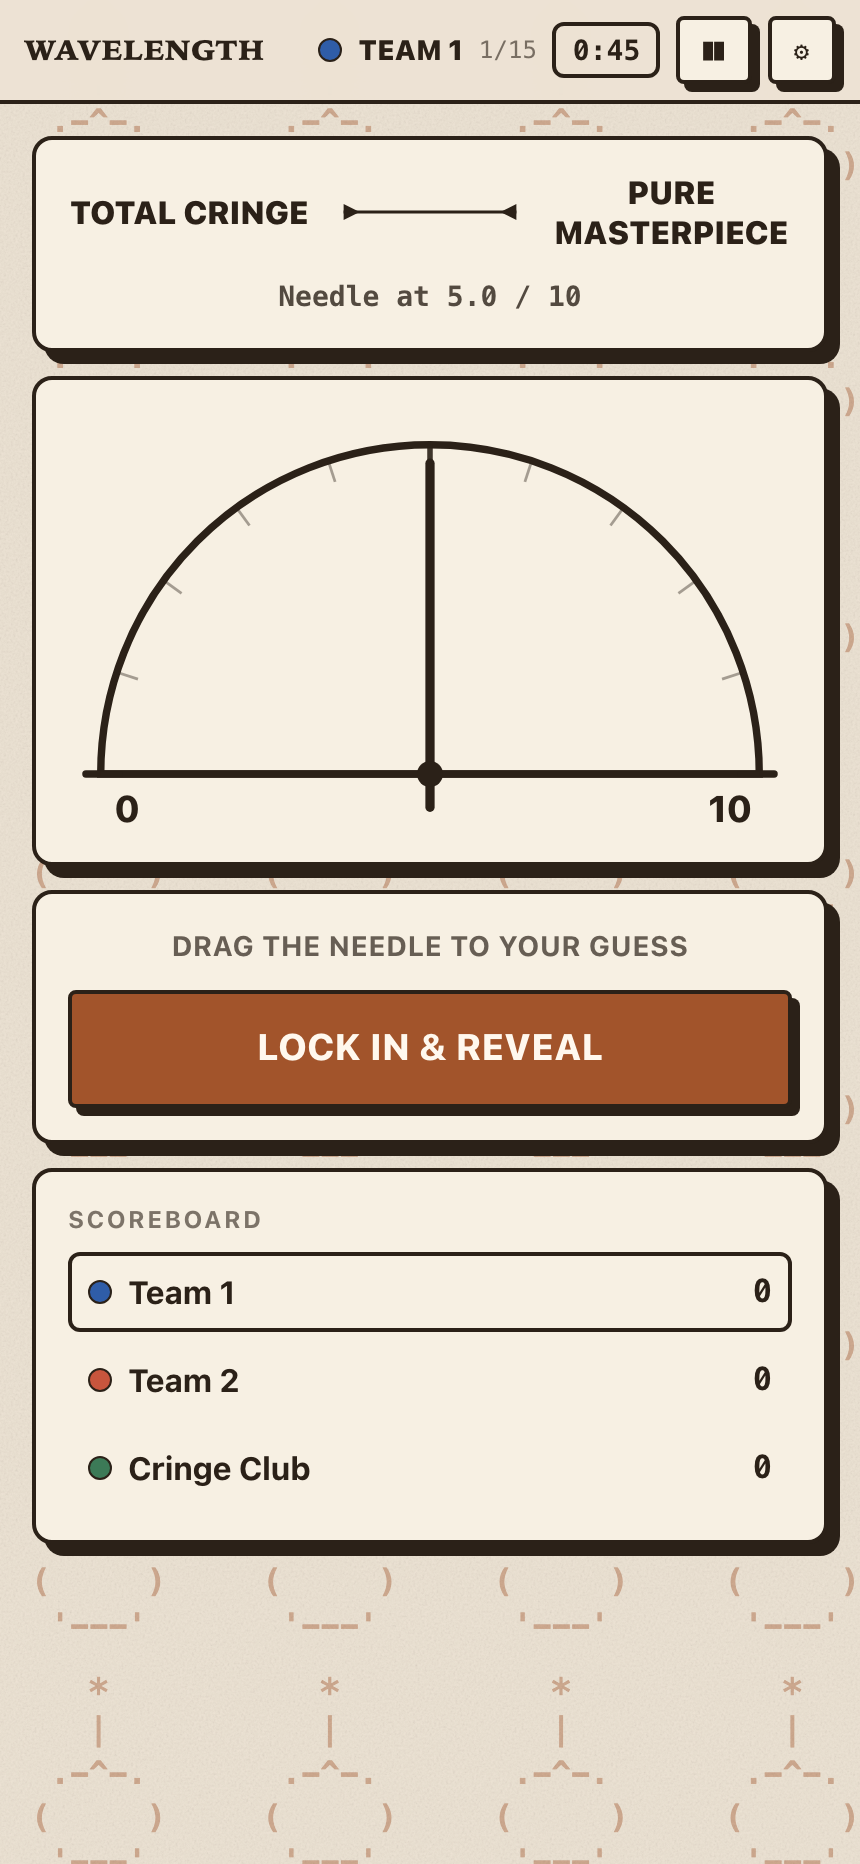 WAVELENGTH
TEAM 1 1/15 0:45 ⚙
TOTAL CRINGE
PURE
MASTERPIECE
Needle at 5.0 / 10
0 10
DRAG THE NEEDLE TO YOUR GUESS
LOCK IN & REVEAL
SCOREBOARD
Team 1 0
Team 2 0
Cringe Club 0